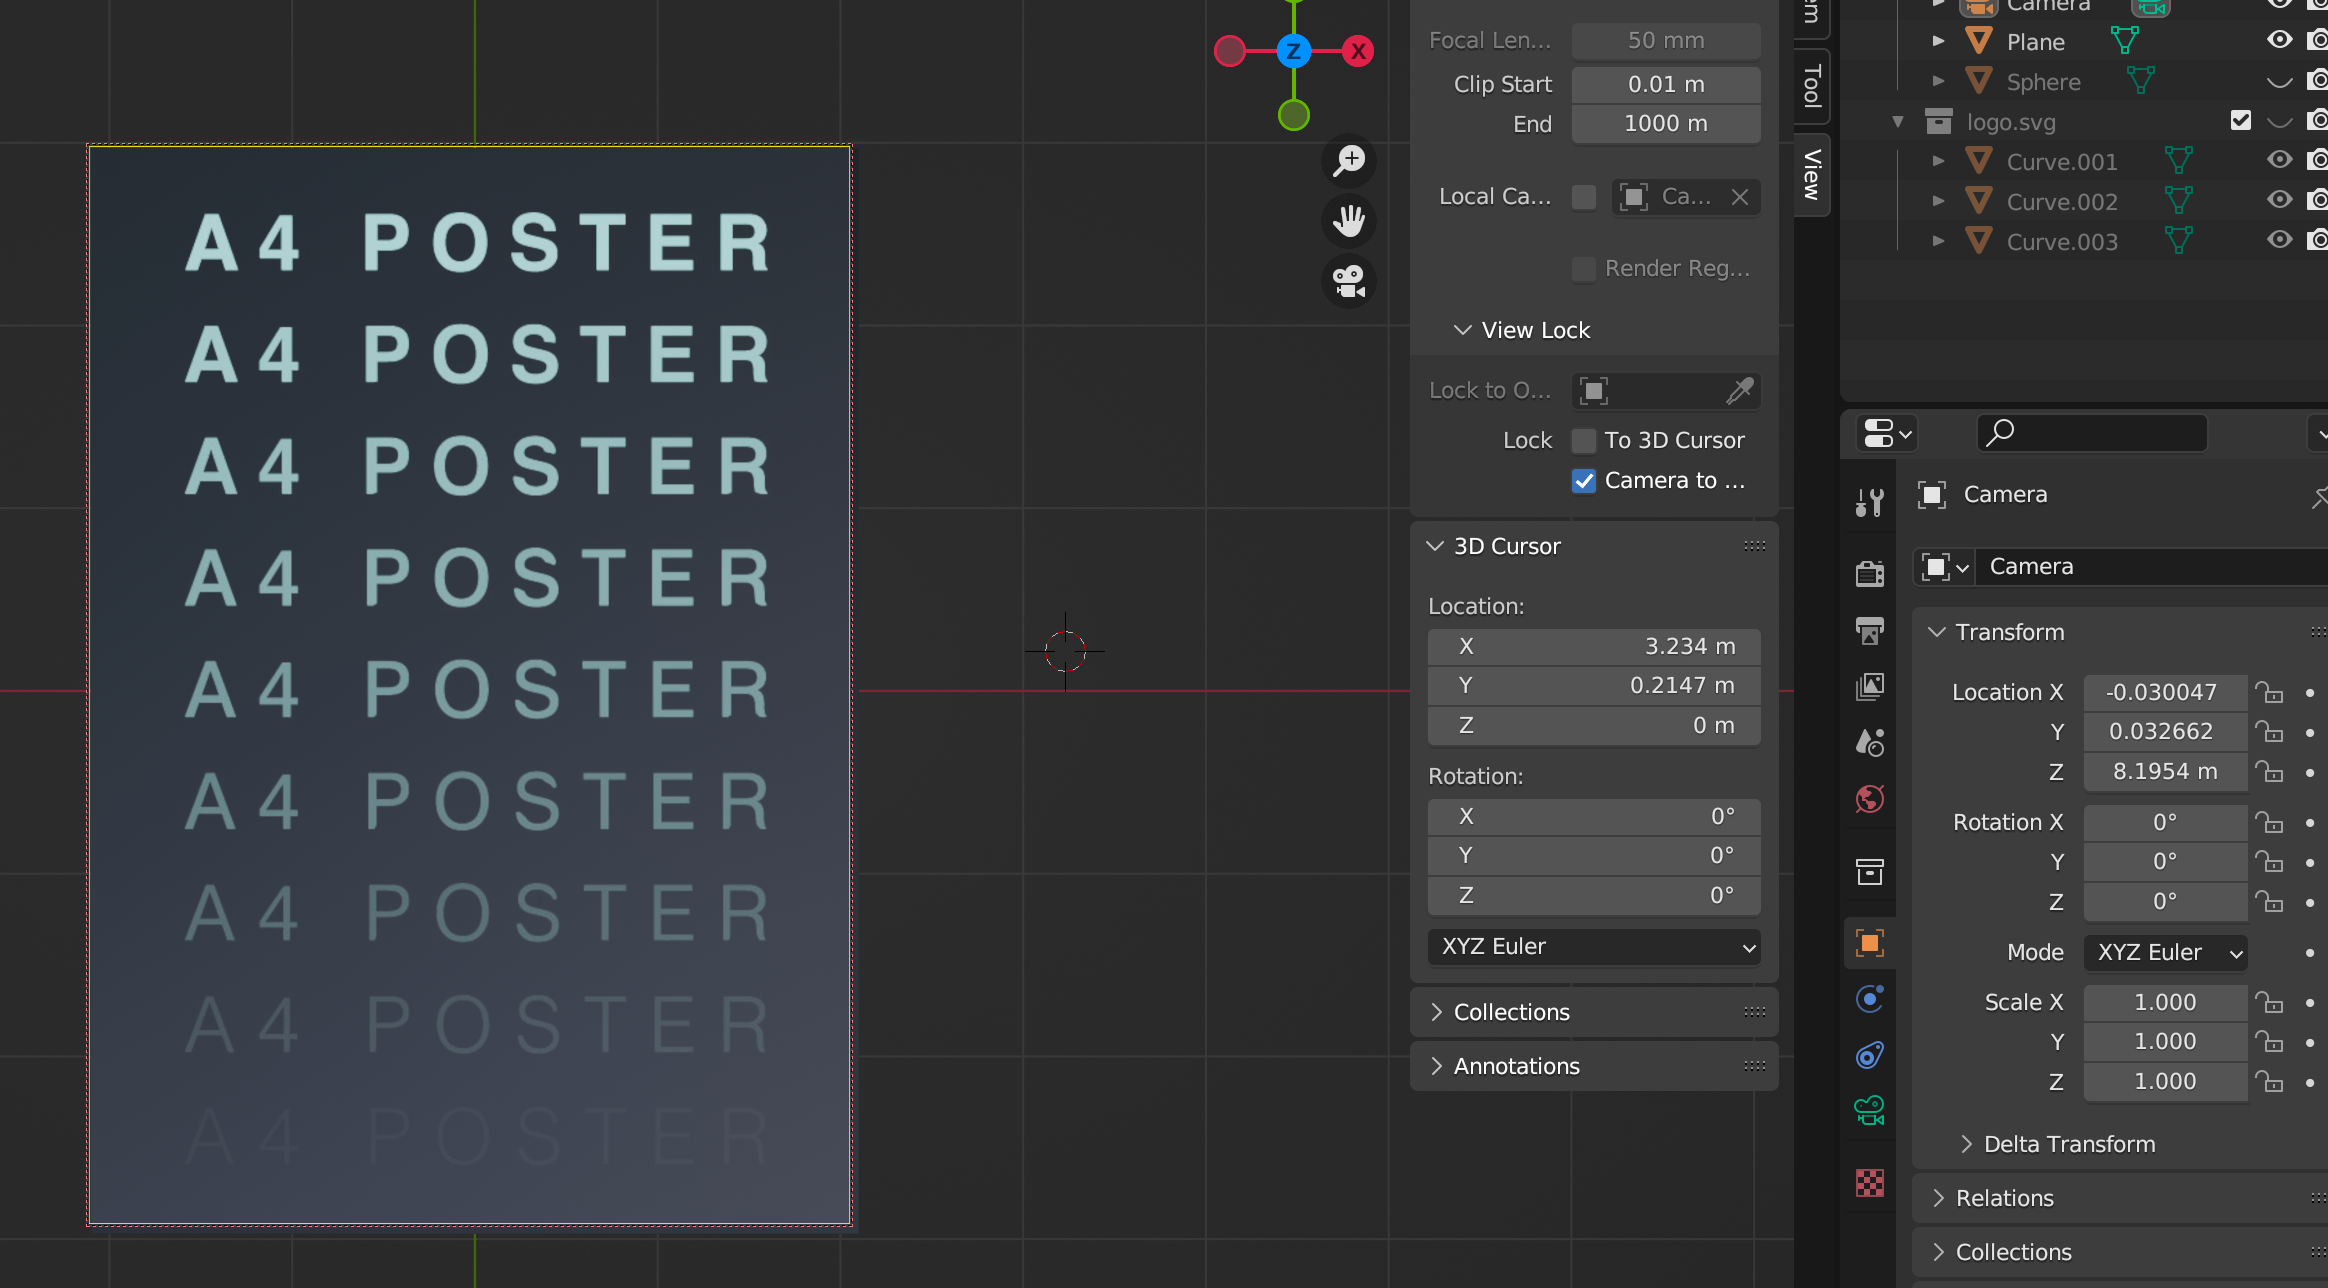 A4 POSTER
A4 POSTER
A4 POSTER
A4 POSTER
A4 POSTER
A4 POSTER
A4 POSTER
A4 POSTER
A4 POSTER
Z
X
Focal Len... 50 mm
Clip Start 0.01 m
End 1000 m
Local Ca... Ca...
Render Reg...
View Lock
Lock to O...
Lock To 3D Cursor
Camera to ...
3D Cursor
Location:
X 3.234 m
Y 0.2147 m
Z 0 m
Rotation:
X 0°
Y 0°
Z 0°
XYZ Euler
Collections
Annotations
Tool
View
Camera
Plane
Sphere
logo.svg
Curve.001
Curve.002
Curve.003
Camera
Camera
Transform
Location X -0.030047
Y 0.032662
Z 8.1954 m
Rotation X 0°
Y 0°
Z 0°
Mode XYZ Euler
Scale X 1.000
Y 1.000
Z 1.000
Delta Transform
Relations
Collections